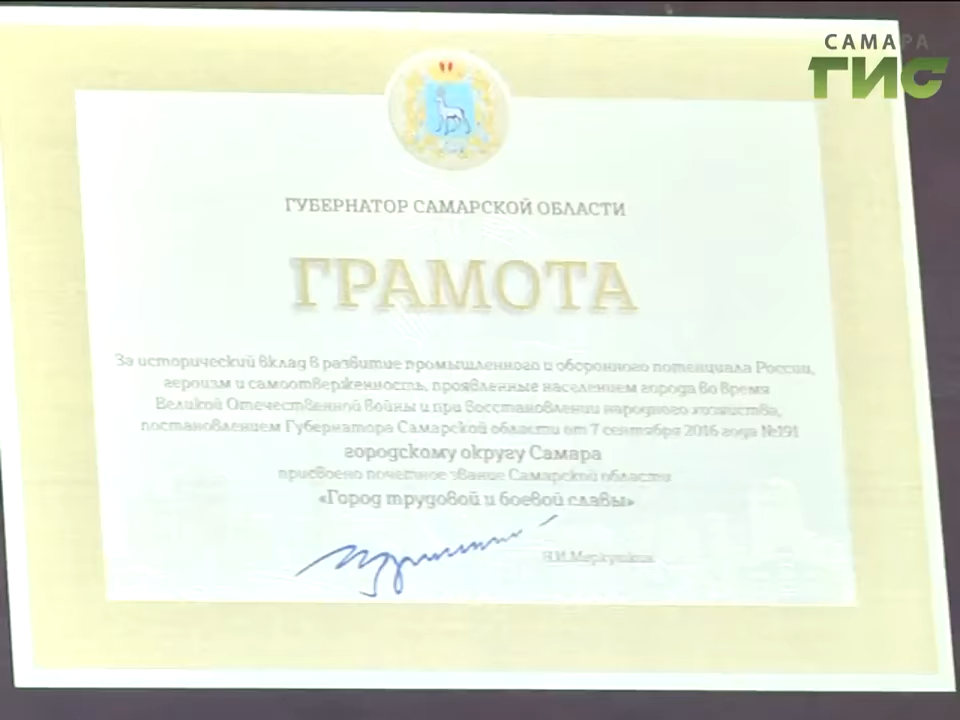 САМАРА
ГИС
ГУБЕРНАТОР САМАРСКОЙ ОБЛАСТИ
ГРАМОТА
За исторический вклад в развитие промышленного и оборонного потенциала России,
героизм и самоотверженность, проявленные населением города во время
Великой Отечественной войны и при восстановлении народного хозяйства,
постановлением Губернатора Самарской области от 7 сентября 2016 года №191
городскому округу Самара
присвоено почетное звание Самарской области
«Город трудовой и боевой славы»
Н.И.Меркушкин